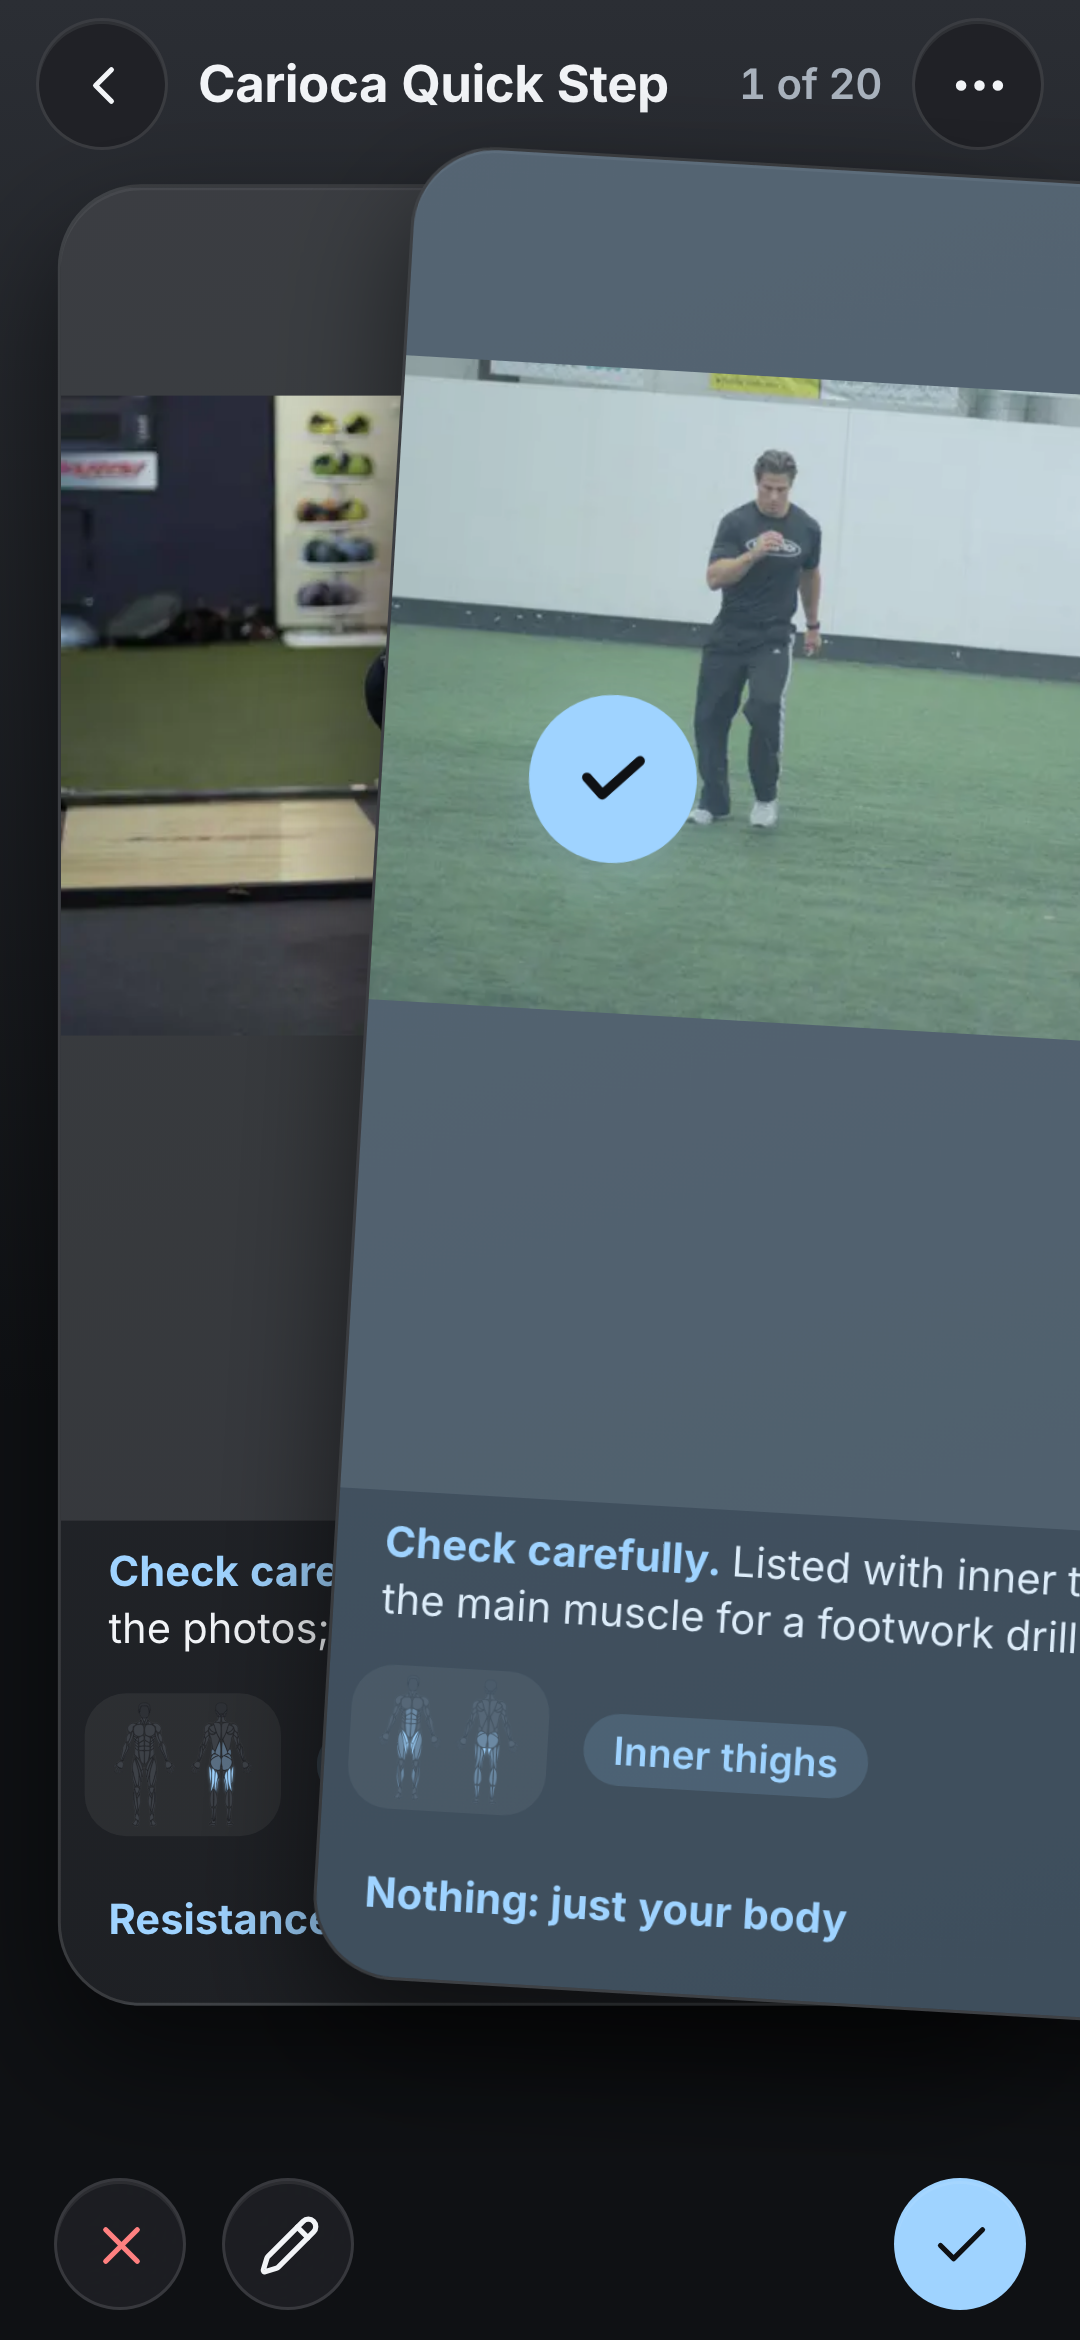 Carioca Quick Step
1 of 20
Check care
the photos;
Resistance
Check carefully. Listed with inner t
the main muscle for a footwork drill
Inner thighs
Nothing: just your body